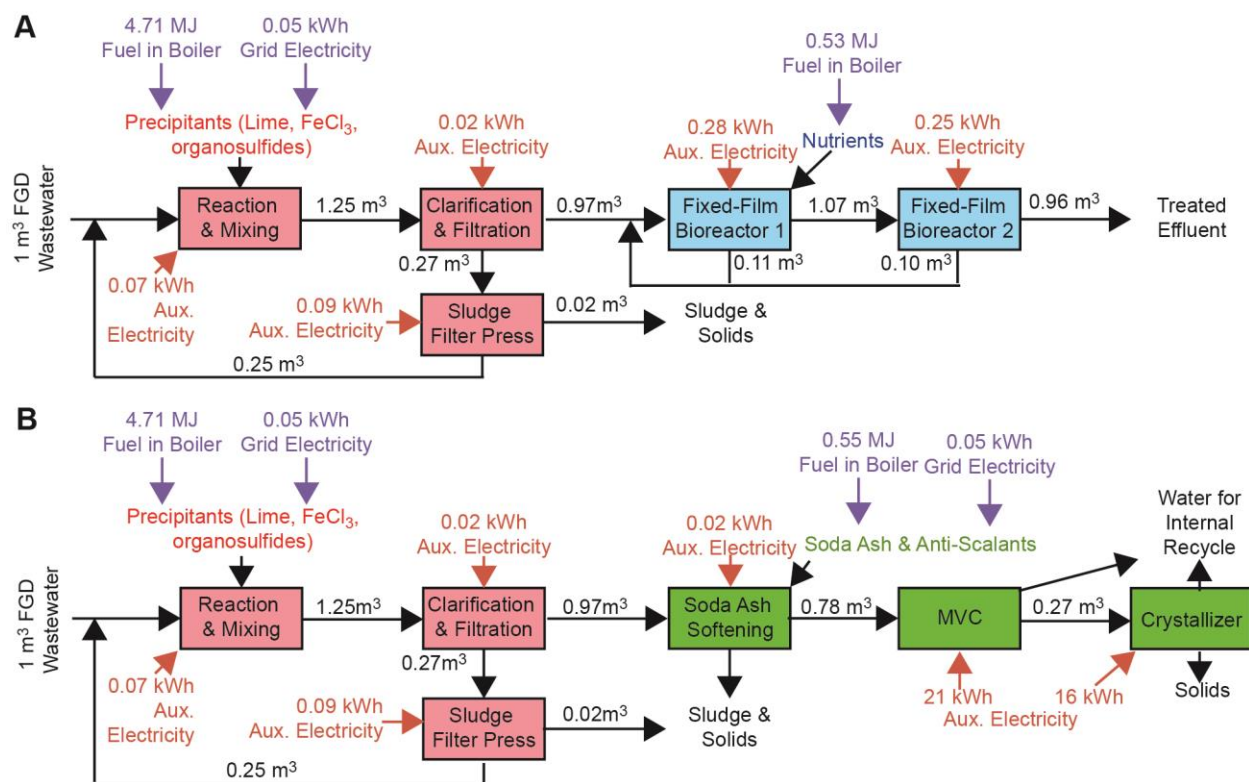 A
4.71 MJ
Fuel in Boiler
0.05 kWh
Grid Electricity
0.53 MJ
Fuel in Boiler
Precipitants (Lime, FeCl₃,
organosulfides)
0.02 kWh
Aux. Electricity
0.28 kWh
Aux. Electricity
Nutrients
0.25 kWh
Aux. Electricity
1 m³ FGD
Wastewater
Reaction
& Mixing
1.25 m³
Clarification
& Filtration
0.97m³
Fixed-Film
Bioreactor 1
1.07 m³
Fixed-Film
Bioreactor 2
0.96 m³
Treated
Effluent
0.07 kWh
Aux.
Electricity
0.27 m³
0.11 m³
0.10 m³
0.09 kWh
Aux. Electricity
Sludge
Filter Press
0.02 m³
Sludge &
Solids
0.25 m³
B
4.71 MJ
Fuel in Boiler
0.05 kWh
Grid Electricity
0.55 MJ
Fuel in Boiler
0.05 kWh
Grid Electricity
Water for
Internal
Recycle
Precipitants (Lime, FeCl₃,
organosulfides)
0.02 kWh
Aux. Electricity
0.02 kWh
Aux. Electricity
Soda Ash & Anti-Scalants
1 m³ FGD
Wastewater
Reaction
& Mixing
1.25m³
Clarification
& Filtration
0.97m³
Soda Ash
Softening
0.78 m³
MVC
0.27 m³
Crystallizer
0.07 kWh
Aux.
Electricity
0.27m³
0.09 kWh
Aux. Electricity
Sludge
Filter Press
0.02m³
Sludge &
Solids
21 kWh
16 kWh
Aux. Electricity
Solids
0.25 m³